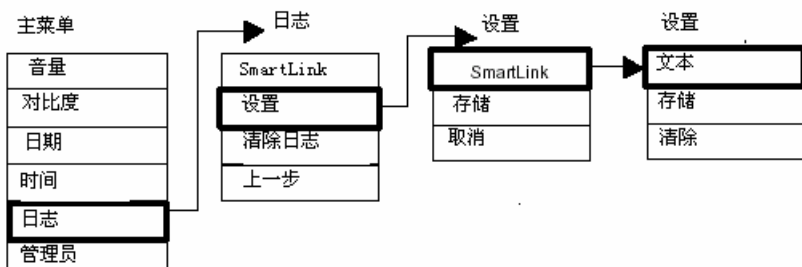 主菜单
音量
对比度
日期
时间
日志
管理员
日志
SmartLink
设置
清除日志
上一步
设置
SmartLink
存储
取消
设置
文本
存储
清除